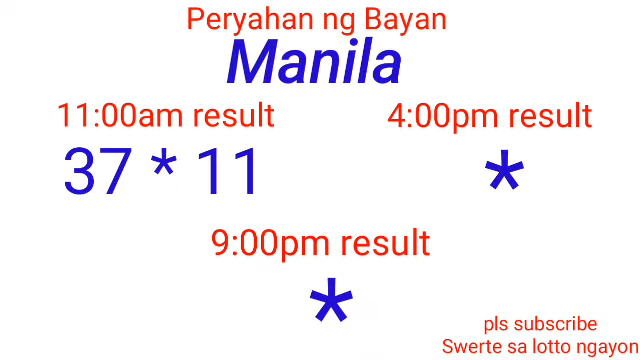 Peryahan ng Bayan
Manila
11:00am result
37 * 11
4:00pm result
*
9:00pm result
*
pls subscribe
Swerte sa lotto ngayon